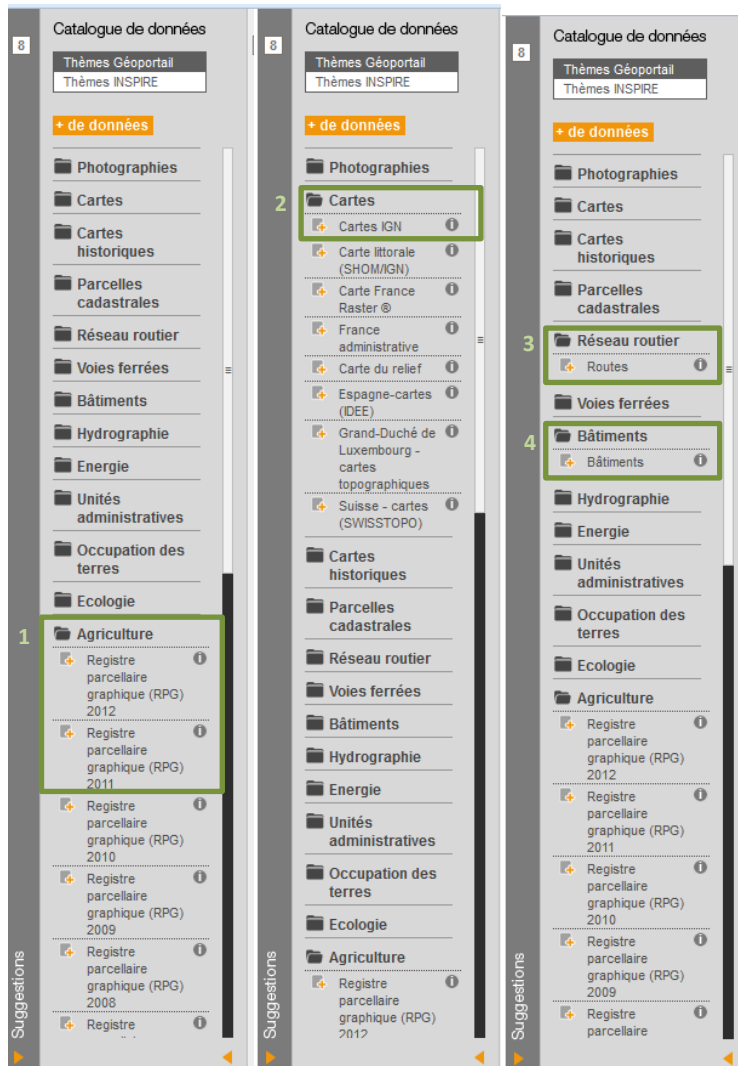 Catalogue de données
8
Thèmes Géoportail
Thèmes INSPIRE
+ de données
Photographies
Cartes
Cartes
historiques
Parcelles
cadastrales
Réseau routier
Voies ferrées
Bâtiments
Hydrographie
Energie
Unités
administratives
Occupation des
terres
Ecologie
1
Agriculture
Registre
parcellaire
graphique (RPG)
2012
Registre
parcellaire
graphique (RPG)
2011
Registre
parcellaire
graphique (RPG)
2010
Registre
parcellaire
graphique (RPG)
2009
Registre
parcellaire
graphique (RPG)
2008
Registre
Suggestions
Catalogue de données
8
Thèmes Géoportail
Thèmes INSPIRE
+ de données
Photographies
2
Cartes
Cartes IGN
Carte littorale
(SHOM/IGN)
Carte France
Raster ®
France
administrative
Carte du relief
Espagne-cartes
(IDEE)
Grand-Duché de
Luxembourg -
cartes
topographiques
Suisse - cartes
(SWISSTOPO)
Cartes
historiques
Parcelles
cadastrales
Réseau routier
Voies ferrées
Bâtiments
Hydrographie
Energie
Unités
administratives
Occupation des
terres
Ecologie
Agriculture
Registre
parcellaire
graphique (RPG)
2012
Suggestions
Catalogue de données
8
Thèmes Géoportail
Thèmes INSPIRE
+ de données
Photographies
Cartes
Cartes
historiques
Parcelles
cadastrales
3
Réseau routier
Routes
Voies ferrées
4
Bâtiments
Bâtiments
Hydrographie
Energie
Unités
administratives
Occupation des
terres
Ecologie
Agriculture
Registre
parcellaire
graphique (RPG)
2012
Registre
parcellaire
graphique (RPG)
2011
Registre
parcellaire
graphique (RPG)
2010
Registre
parcellaire
graphique (RPG)
2009
Registre
parcellaire
Suggestions